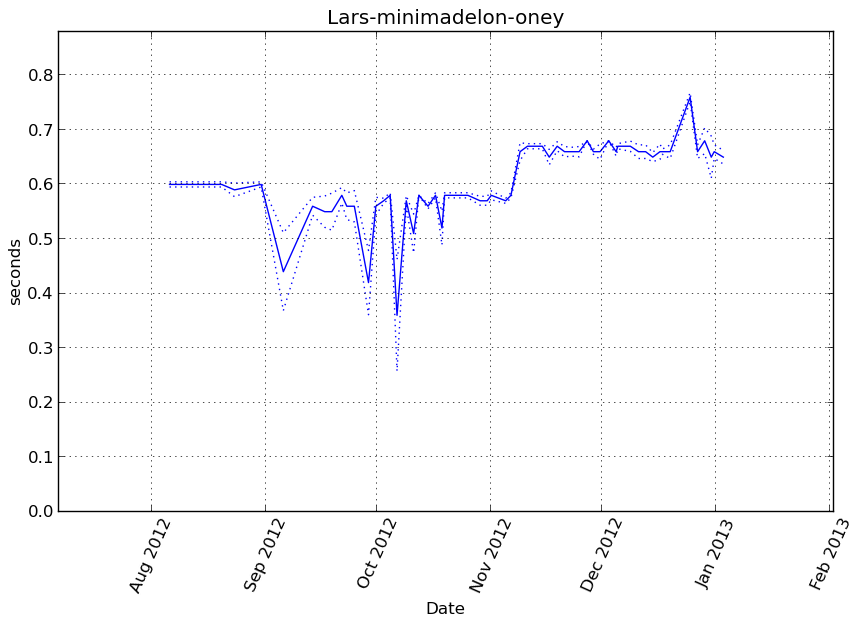 Lars-minimadelon-oney
0.8
0.7
0.6
0.5
0.4
0.3
0.2
0.1
0.0
seconds
Aug 2012
Sep 2012
Oct 2012
Nov 2012
Dec 2012
Jan 2013
Feb 2013
Date